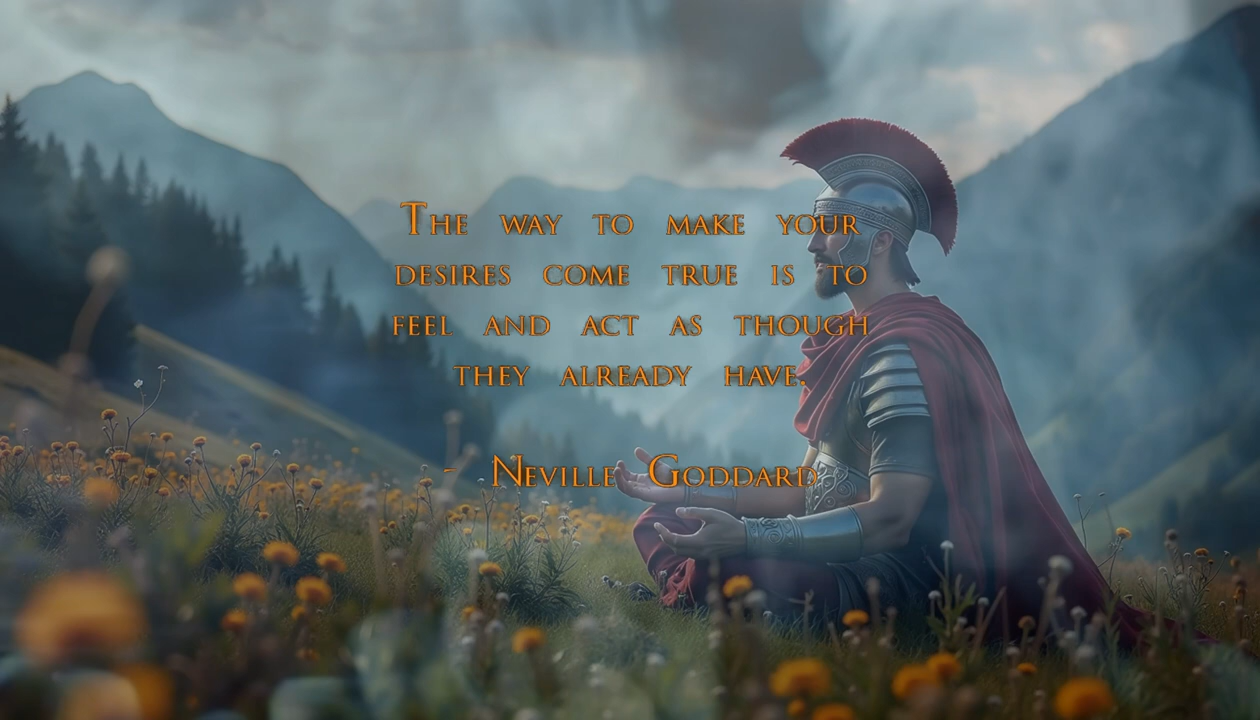 The way to make your
desires come true is to
feel and act as though
they already have.
- Neville Goddard